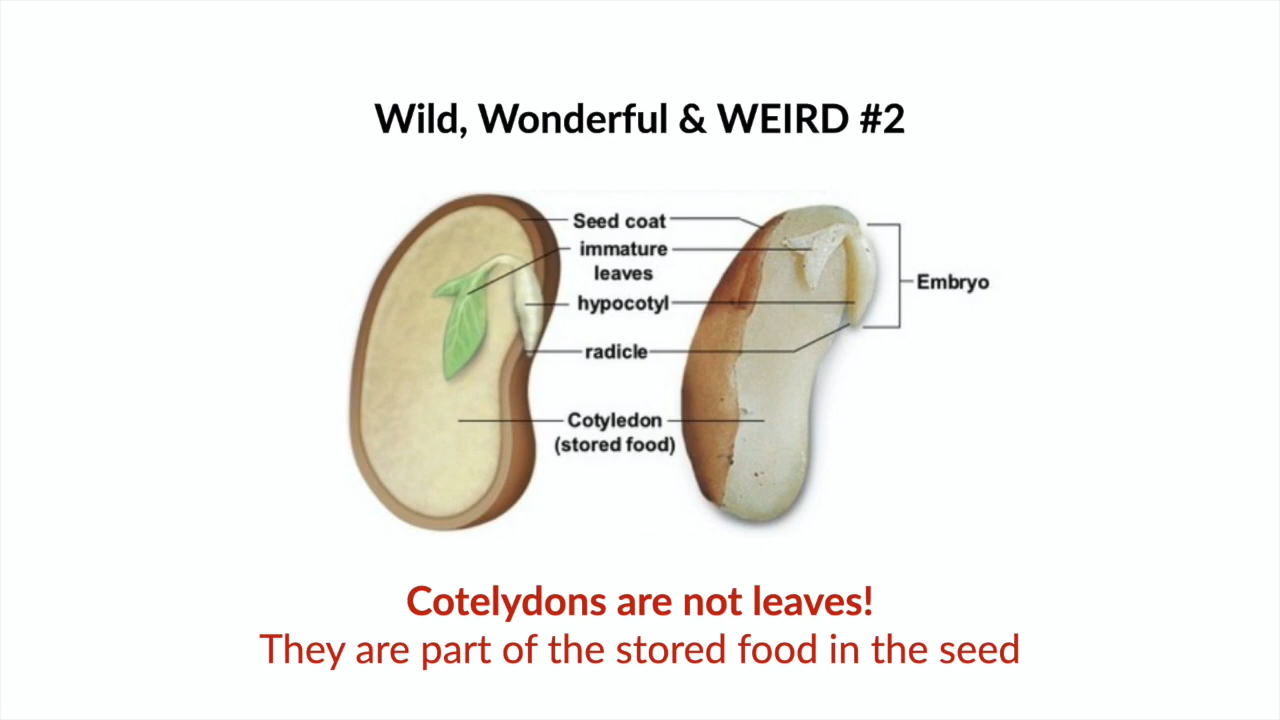 Wild, Wonderful & WEIRD #2
Seed coat
immature
leaves
hypocotyl
radicle
Cotyledon
(stored food)
Embryo
Cotelydons are not leaves!
They are part of the stored food in the seed